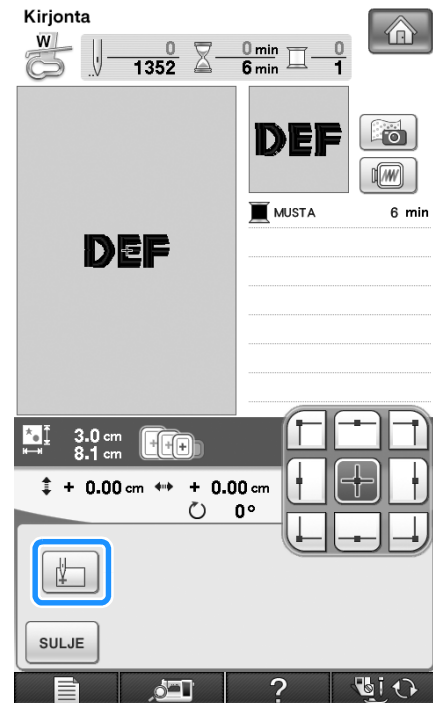 Kirjonta
W
0
1352
0 min
6 min
0
1
DEF
DEF
MUSTA 6 min
3.0 cm
8.1 cm
+ 0.00 cm + 0.00 cm
0°
SULJE
?